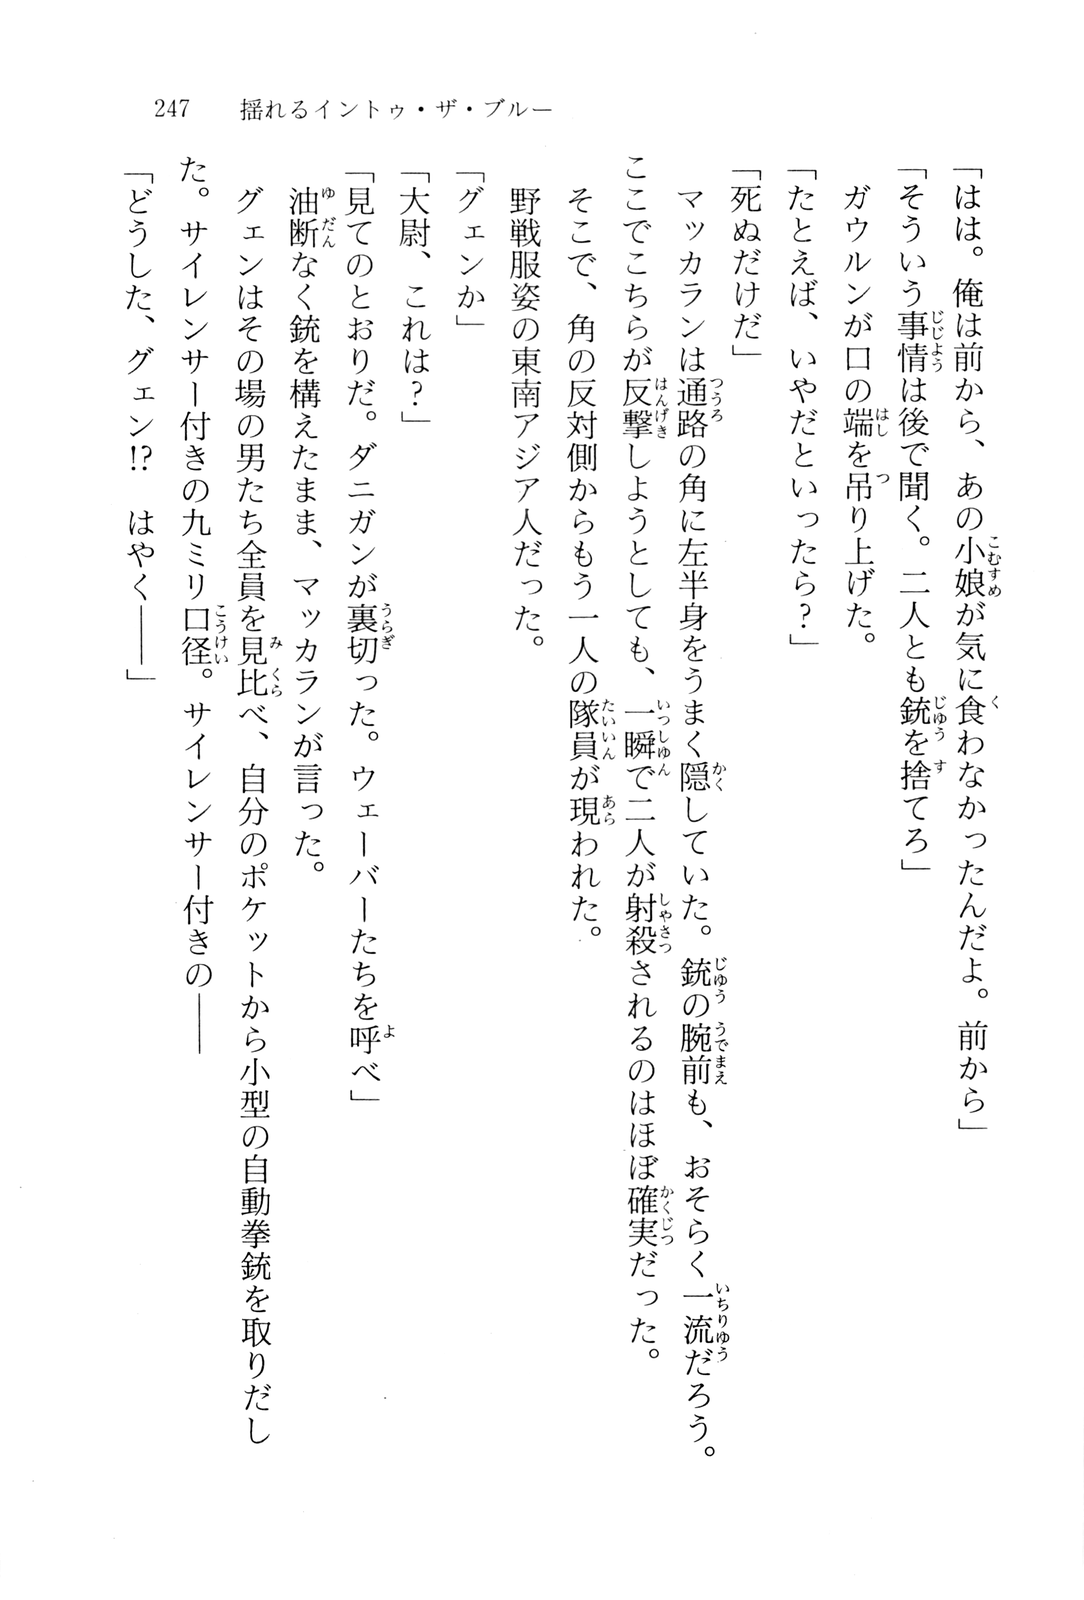 247　揺れるイントゥ・ザ・ブルー
「はは。俺は前から、あの小娘が気に食わなかったんだよ。前から」
「そういう事情は後で聞く。二人とも銃を捨てろ」
ガウルンが口の端を吊り上げた。
「たとえば、いやだといったら？」
「死ぬだけだ」
マッカランは通路の角に左半身をうまく隠していた。銃の腕前も、おそらく一流だろう。
ここでこちらが反撃しようとしても、一瞬で二人が射殺されるのはほぼ確実だった。
そこで、角の反対側からもう一人の隊員が現われた。
野戦服姿の東南アジア人だった。
「グェンか」
「大尉、これは？」
「見てのとおりだ。ダニガンが裏切った。ウェーバーたちを呼べ」
油断なく銃を構えたまま、マッカランが言った。
グェンはその場の男たち全員を見比べ、自分のポケットから小型の自動拳銃を取りだし
た。サイレンサー付きの九ミリ口径。サイレンサー付きの――
「どうした、グェン!?　はやく――」